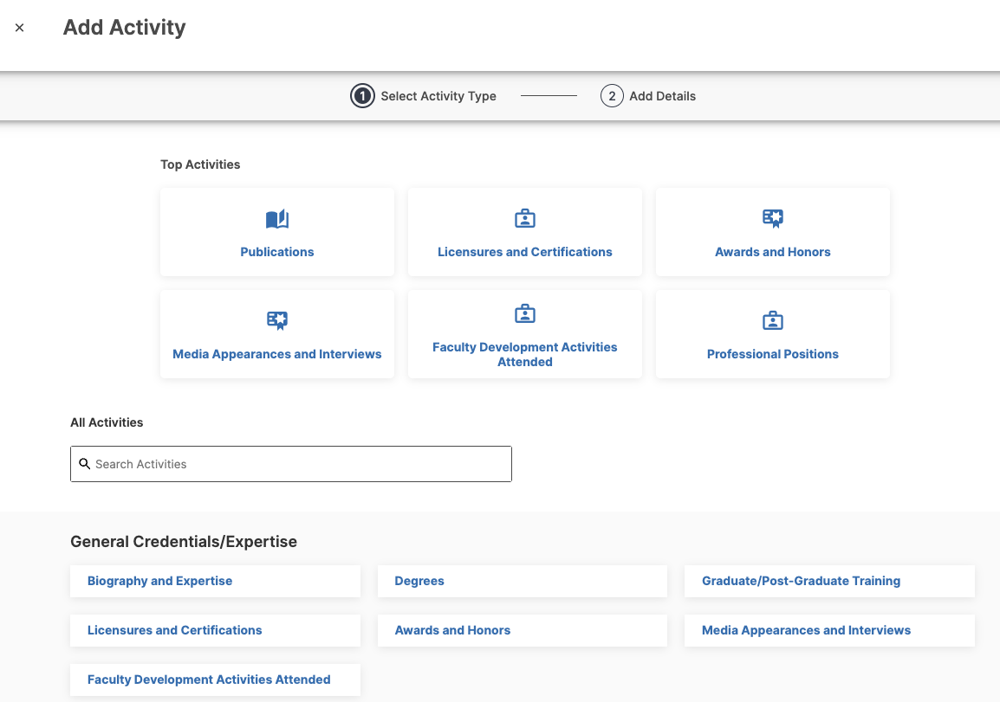 Add Activity
1 Select Activity Type
2 Add Details
Top Activities
Publications
Licensures and Certifications
Awards and Honors
Media Appearances and Interviews
Faculty Development Activities
Attended
Professional Positions
All Activities
Search Activities
General Credentials/Expertise
Biography and Expertise
Degrees
Graduate/Post-Graduate Training
Licensures and Certifications
Awards and Honors
Media Appearances and Interviews
Faculty Development Activities Attended